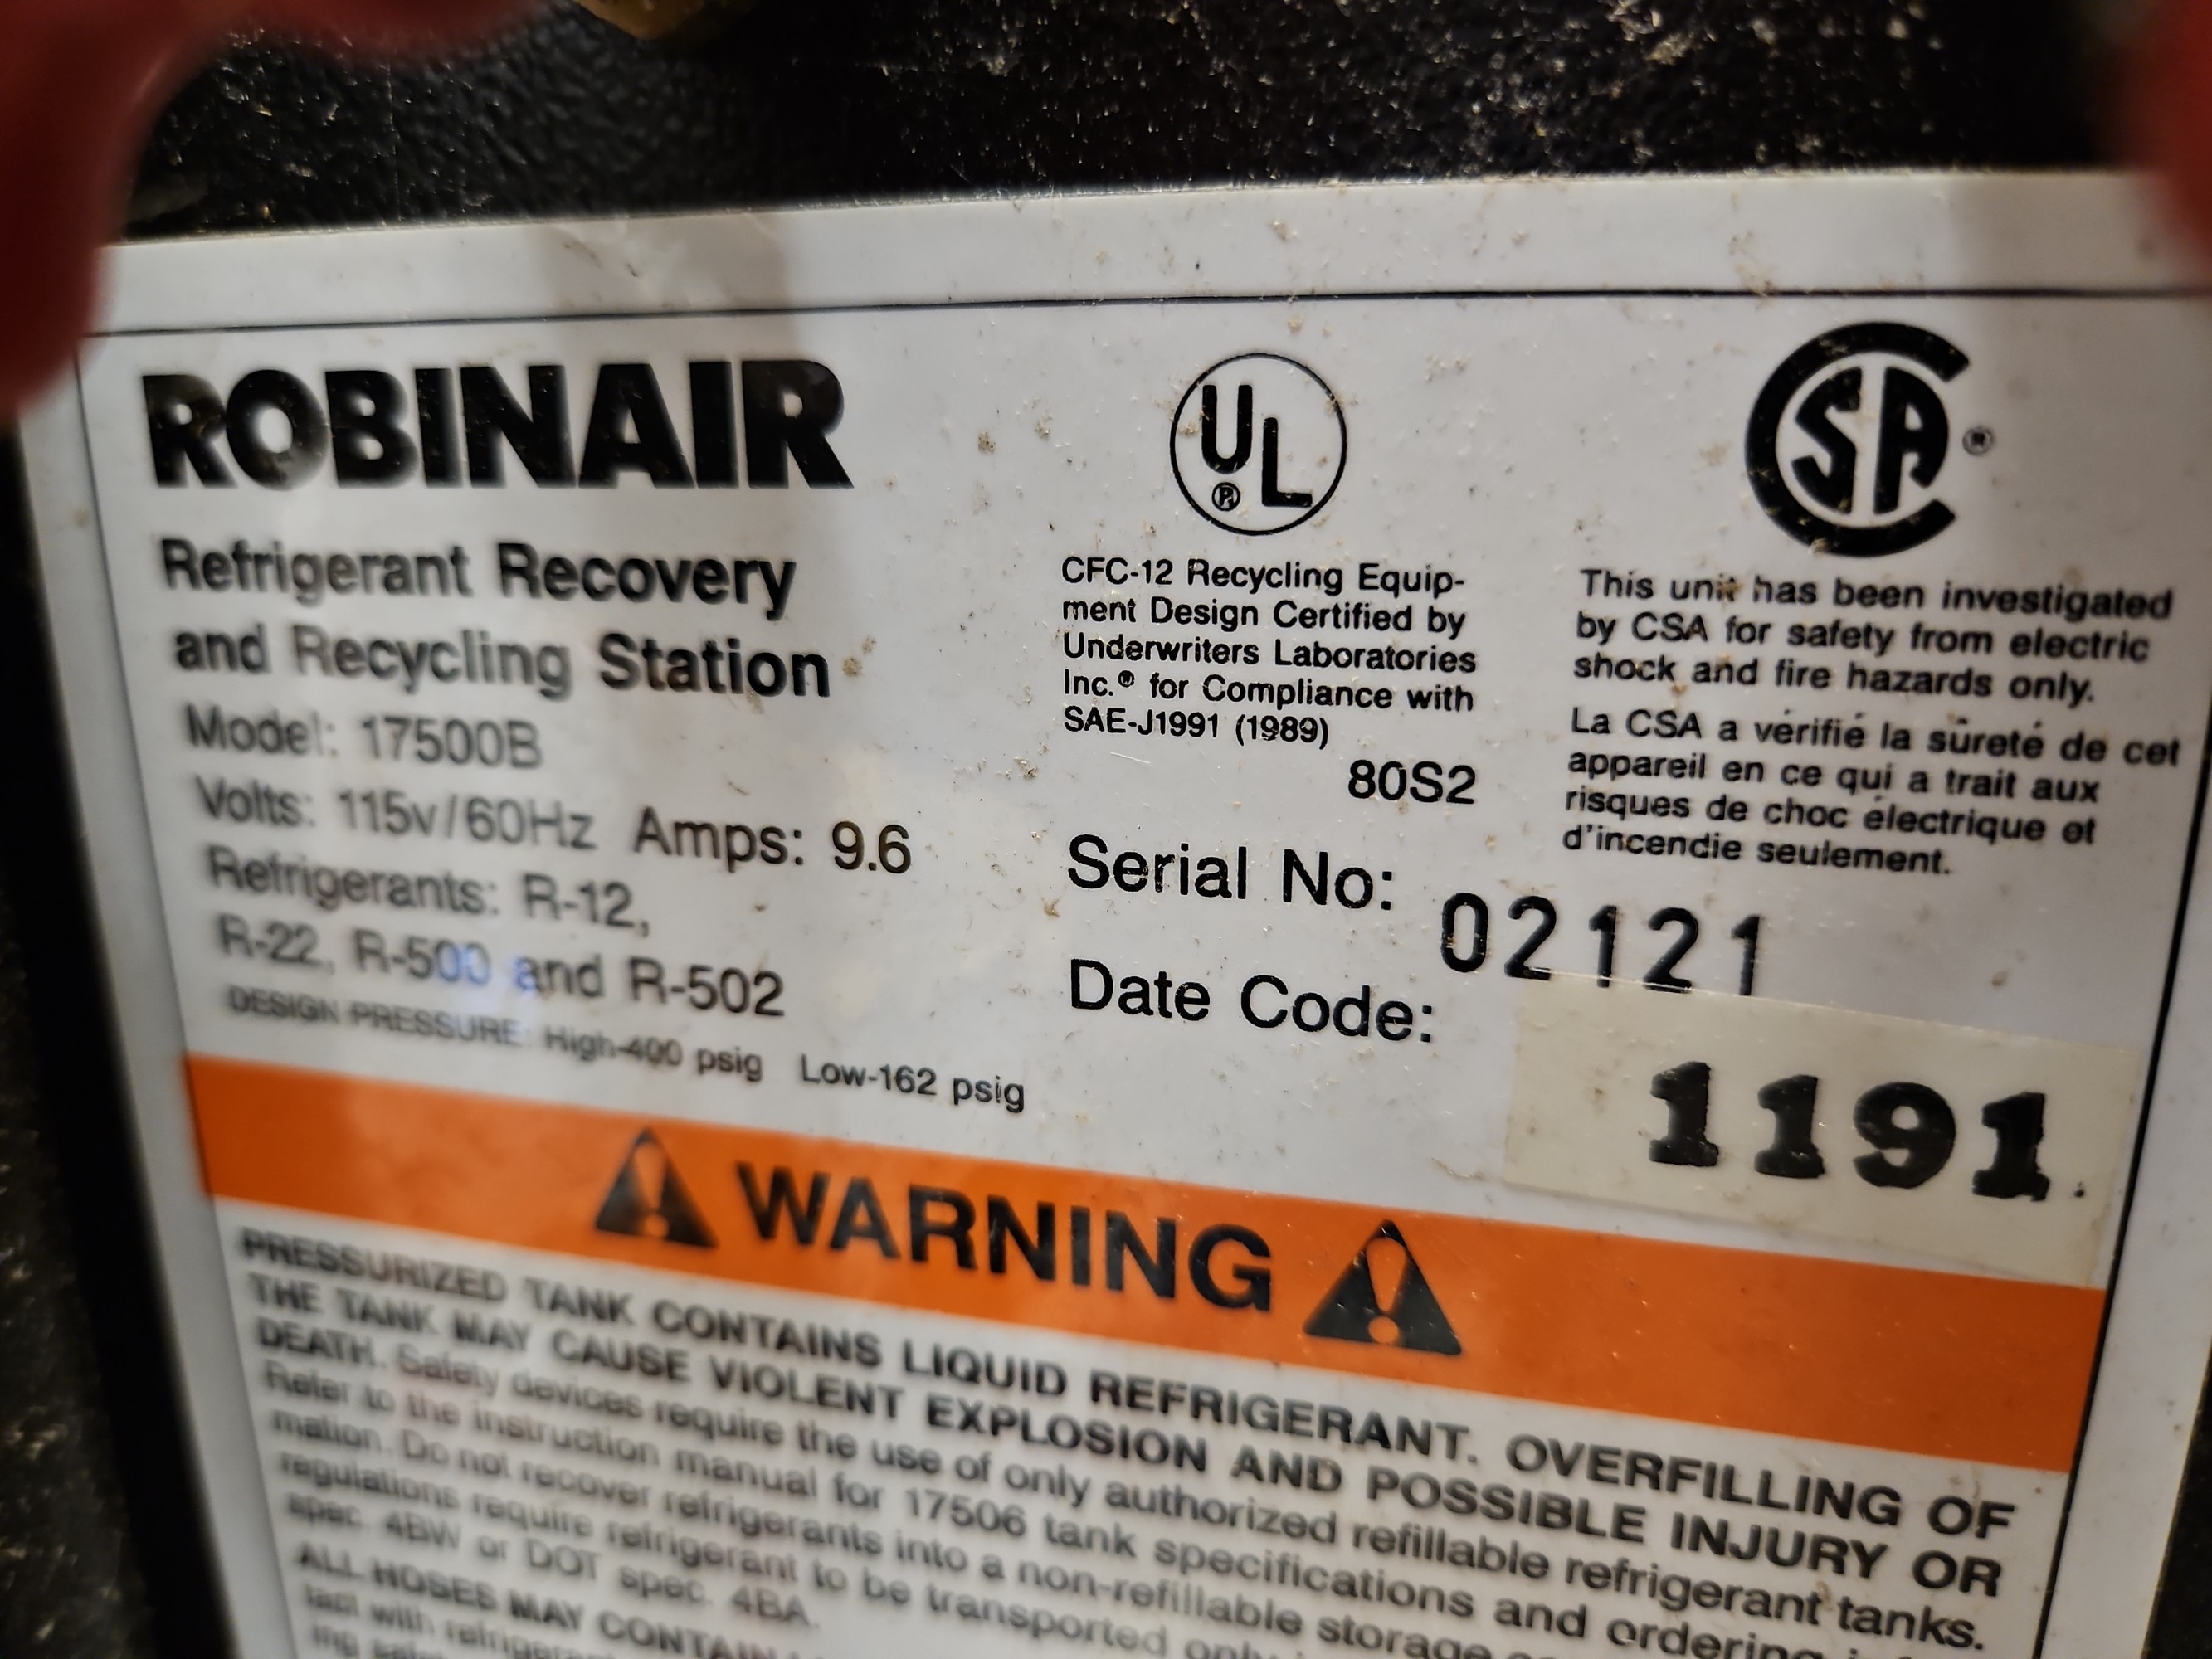 ROBINAIR
Refrigerant Recovery
and Recycling Station
Model: 17500B
Volts: 115v/60Hz Amps: 9.6
Refrigerants: R-12,
R-22, R-500 and R-502
DESIGN PRESSURE: High-400 psig Low-162 psig
UL
®
CFC-12 Recycling Equip-
ment Design Certified by
Underwriters Laboratories
Inc.® for Compliance with
SAE-J1991 (1989)
80S2
Serial No: 02121
Date Code: 1191.
CSA ®
This unit has been investigated
by CSA for safety from electric
shock and fire hazards only.
La CSA a vérifié la sûreté de cet
appareil en ce qui a trait aux
risques de choc électrique et
d'incendie seulement.
WARNING
PRESSURIZED TANK CONTAINS LIQUID REFRIGERANT. OVERFILLING OF
THE TANK MAY CAUSE VIOLENT EXPLOSION AND POSSIBLE INJURY OR
DEATH. Safety devices require the use of only authorized refillable refrigerant tanks.
Refer to the instruction manual for 17506 tank specifications and ordering
mation. Do not recover refrigerants into a non-refillable storage
regulations require refrigerant to be transported only
spec. 4BW or DOT spec. 4BA.
ALL HOSES MAY CONTAIN
tact with
ing